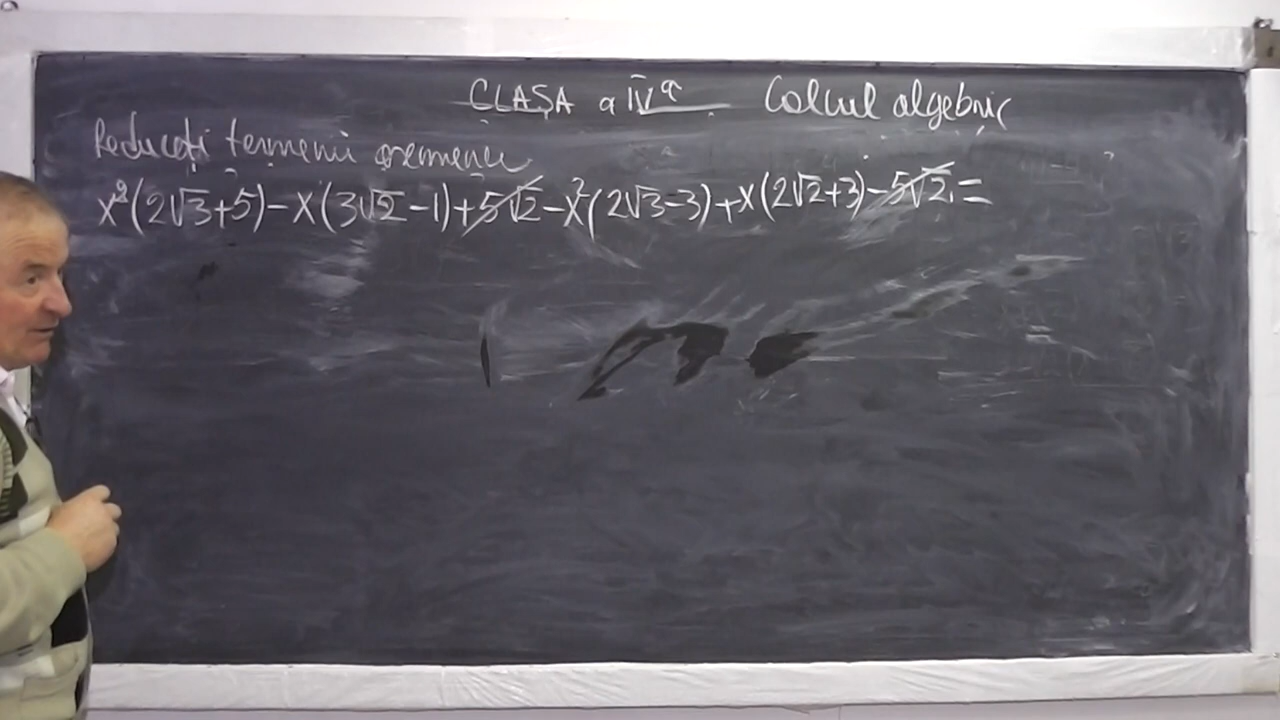 CLASA a IVª Calcul algebric
Reduceți termenii asemenea
x²(2√3+5)-x(3√2-1)+5√2-x²(2√3-3)+x(2√2+3)-5√2=